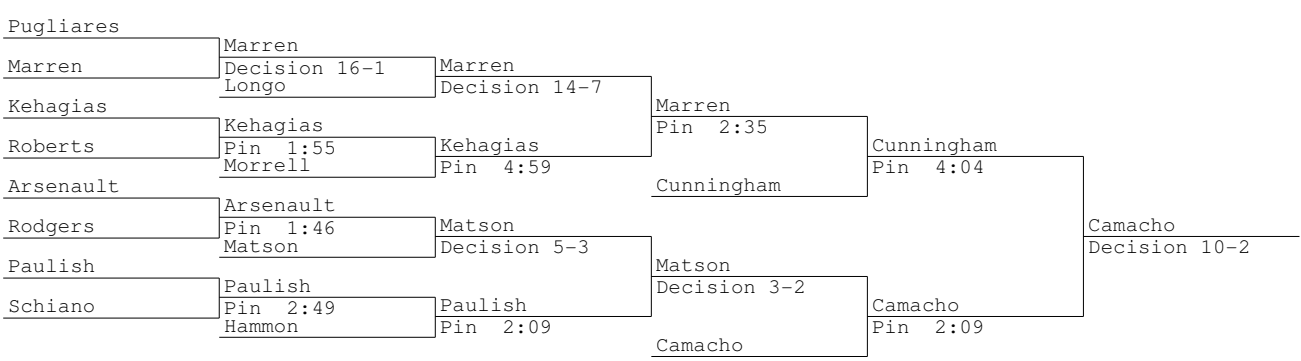 Pugliares
Marren
Marren
Decision 16-1
Longo
Marren
Decision 14-7
Kehagias
Kehagias
Roberts
Pin 1:55
Morrell
Kehagias
Pin 4:59
Marren
Pin 2:35
Cunningham
Cunningham
Pin 4:04
Arsenault
Arsenault
Rodgers
Pin 1:46
Matson
Matson
Decision 5-3
Paulish
Paulish
Schiano
Pin 2:49
Hammon
Paulish
Pin 2:09
Matson
Decision 3-2
Camacho
Camacho
Pin 2:09
Camacho
Decision 10-2